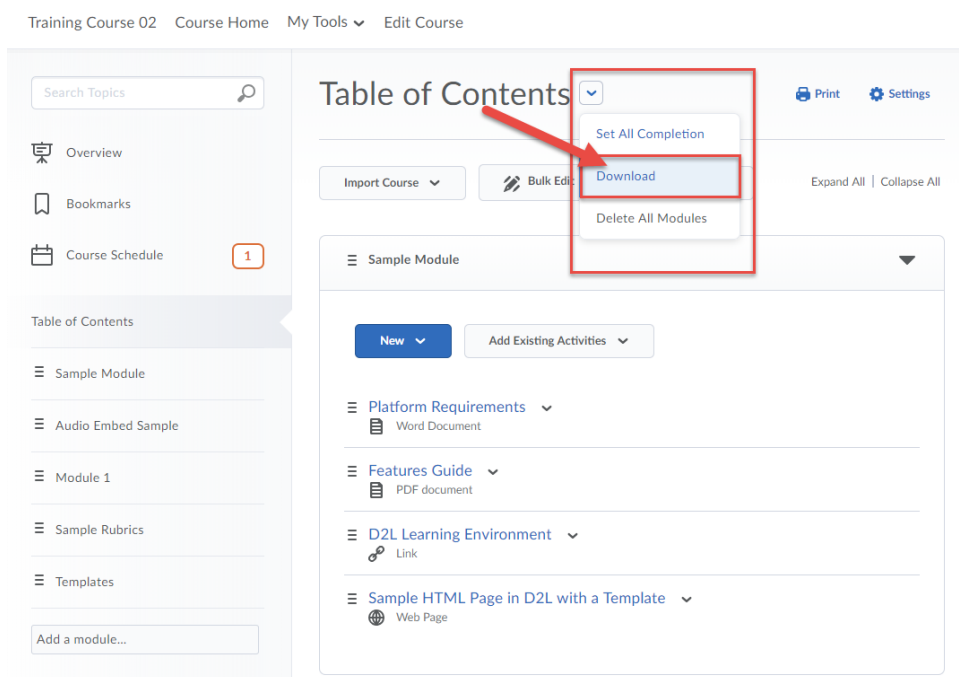 Training Course 02 Course Home My Tools Edit Course
Search Topics
Overview
Bookmarks
Course Schedule 1
Table of Contents
Sample Module
Audio Embed Sample
Module 1
Sample Rubrics
Templates
Add a module...
Table of Contents
Print Settings
Set All Completion
Download
Delete All Modules
Import Course Bulk Edit
Expand All | Collapse All
Sample Module
New Add Existing Activities
Platform Requirements
Word Document
Features Guide
PDF document
D2L Learning Environment
Link
Sample HTML Page in D2L with a Template
Web Page